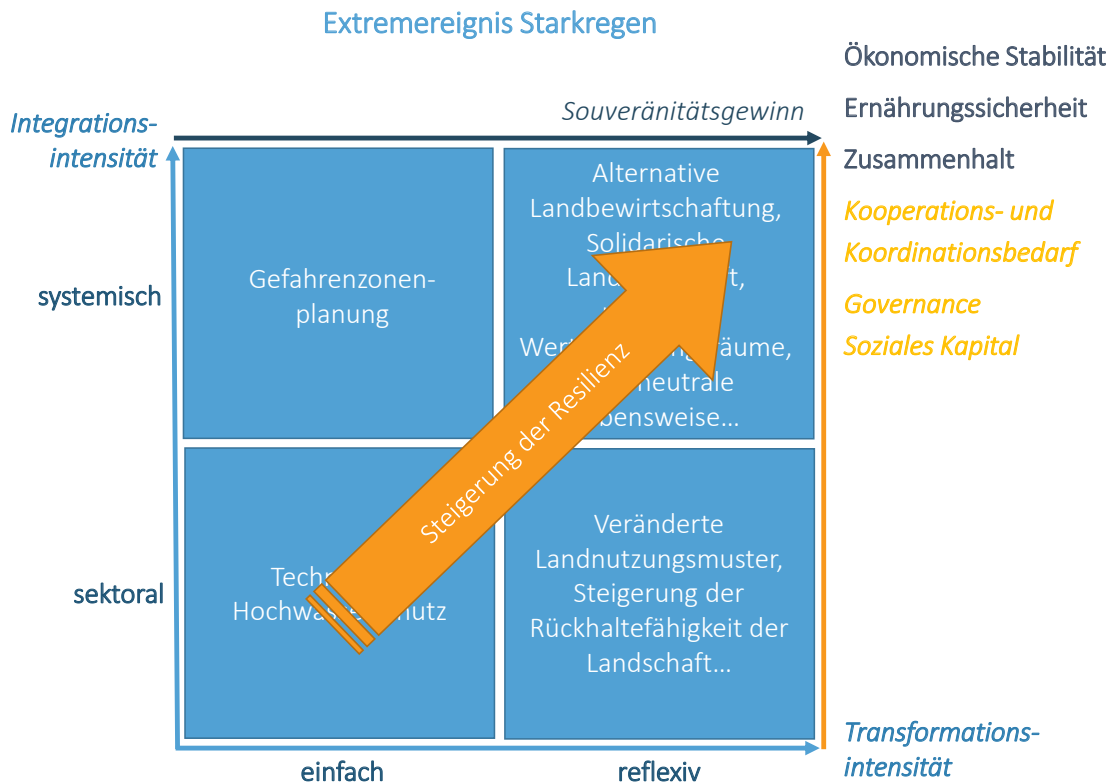 Extremereignis Starkregen
Ökonomische Stabilität
Ernährungssicherheit
Zusammenhalt
Kooperations- und
Koordinationsbedarf
Governance
Soziales Kapital
Integrations-
intensität
Souveränitätsgewinn
systemisch
Gefahrenzonen-
planung
Alternative
Landbewirtschaftung,
Solidarische
Steigerung der Resilienz
sektoral
Veränderte
Landnutzungsmuster,
Steigerung der
Rückhaltefähigkeit der
Landschaft…
Transformations-
intensität
einfach
reflexiv